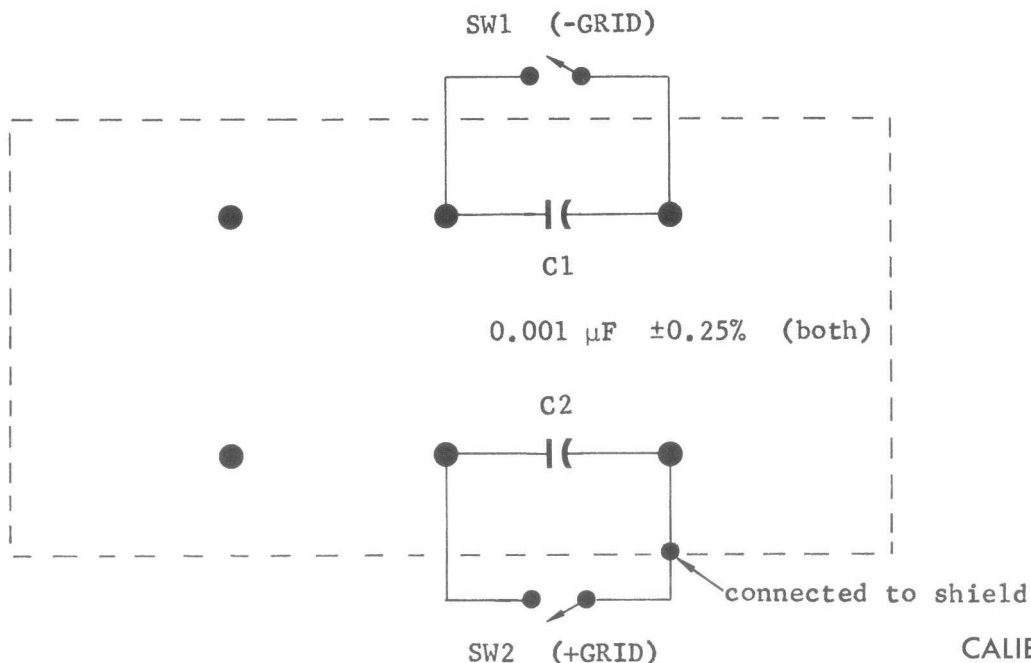 SW1 (-GRID)
C1
0.001 μF ±0.25% (both)
C2
connected to shield
SW2 (+GRID)